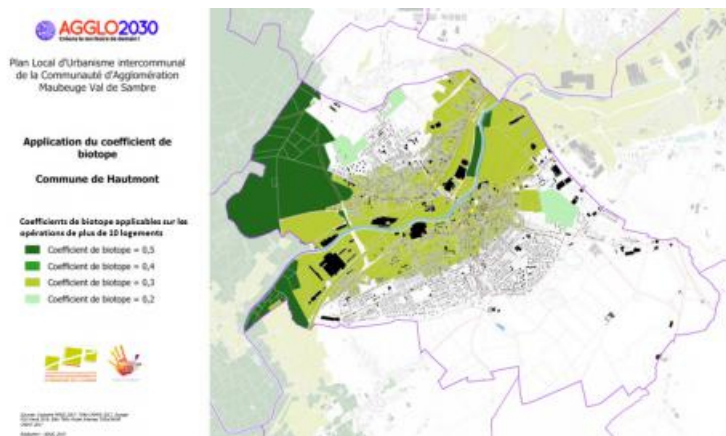 AGGLO2030
Plan Local d'Urbanisme intercommunal
de la Communauté d'Agglomération
Maubeuge Val de Sambre
Application du coefficient de
biotope
Commune de Hautmont
Coefficients de biotope applicables sur les
opérations de plus de 10 logements
Coefficient de biotope = 0,5
Coefficient de biotope = 0,4
Coefficient de biotope = 0,3
Coefficient de biotope = 0,2